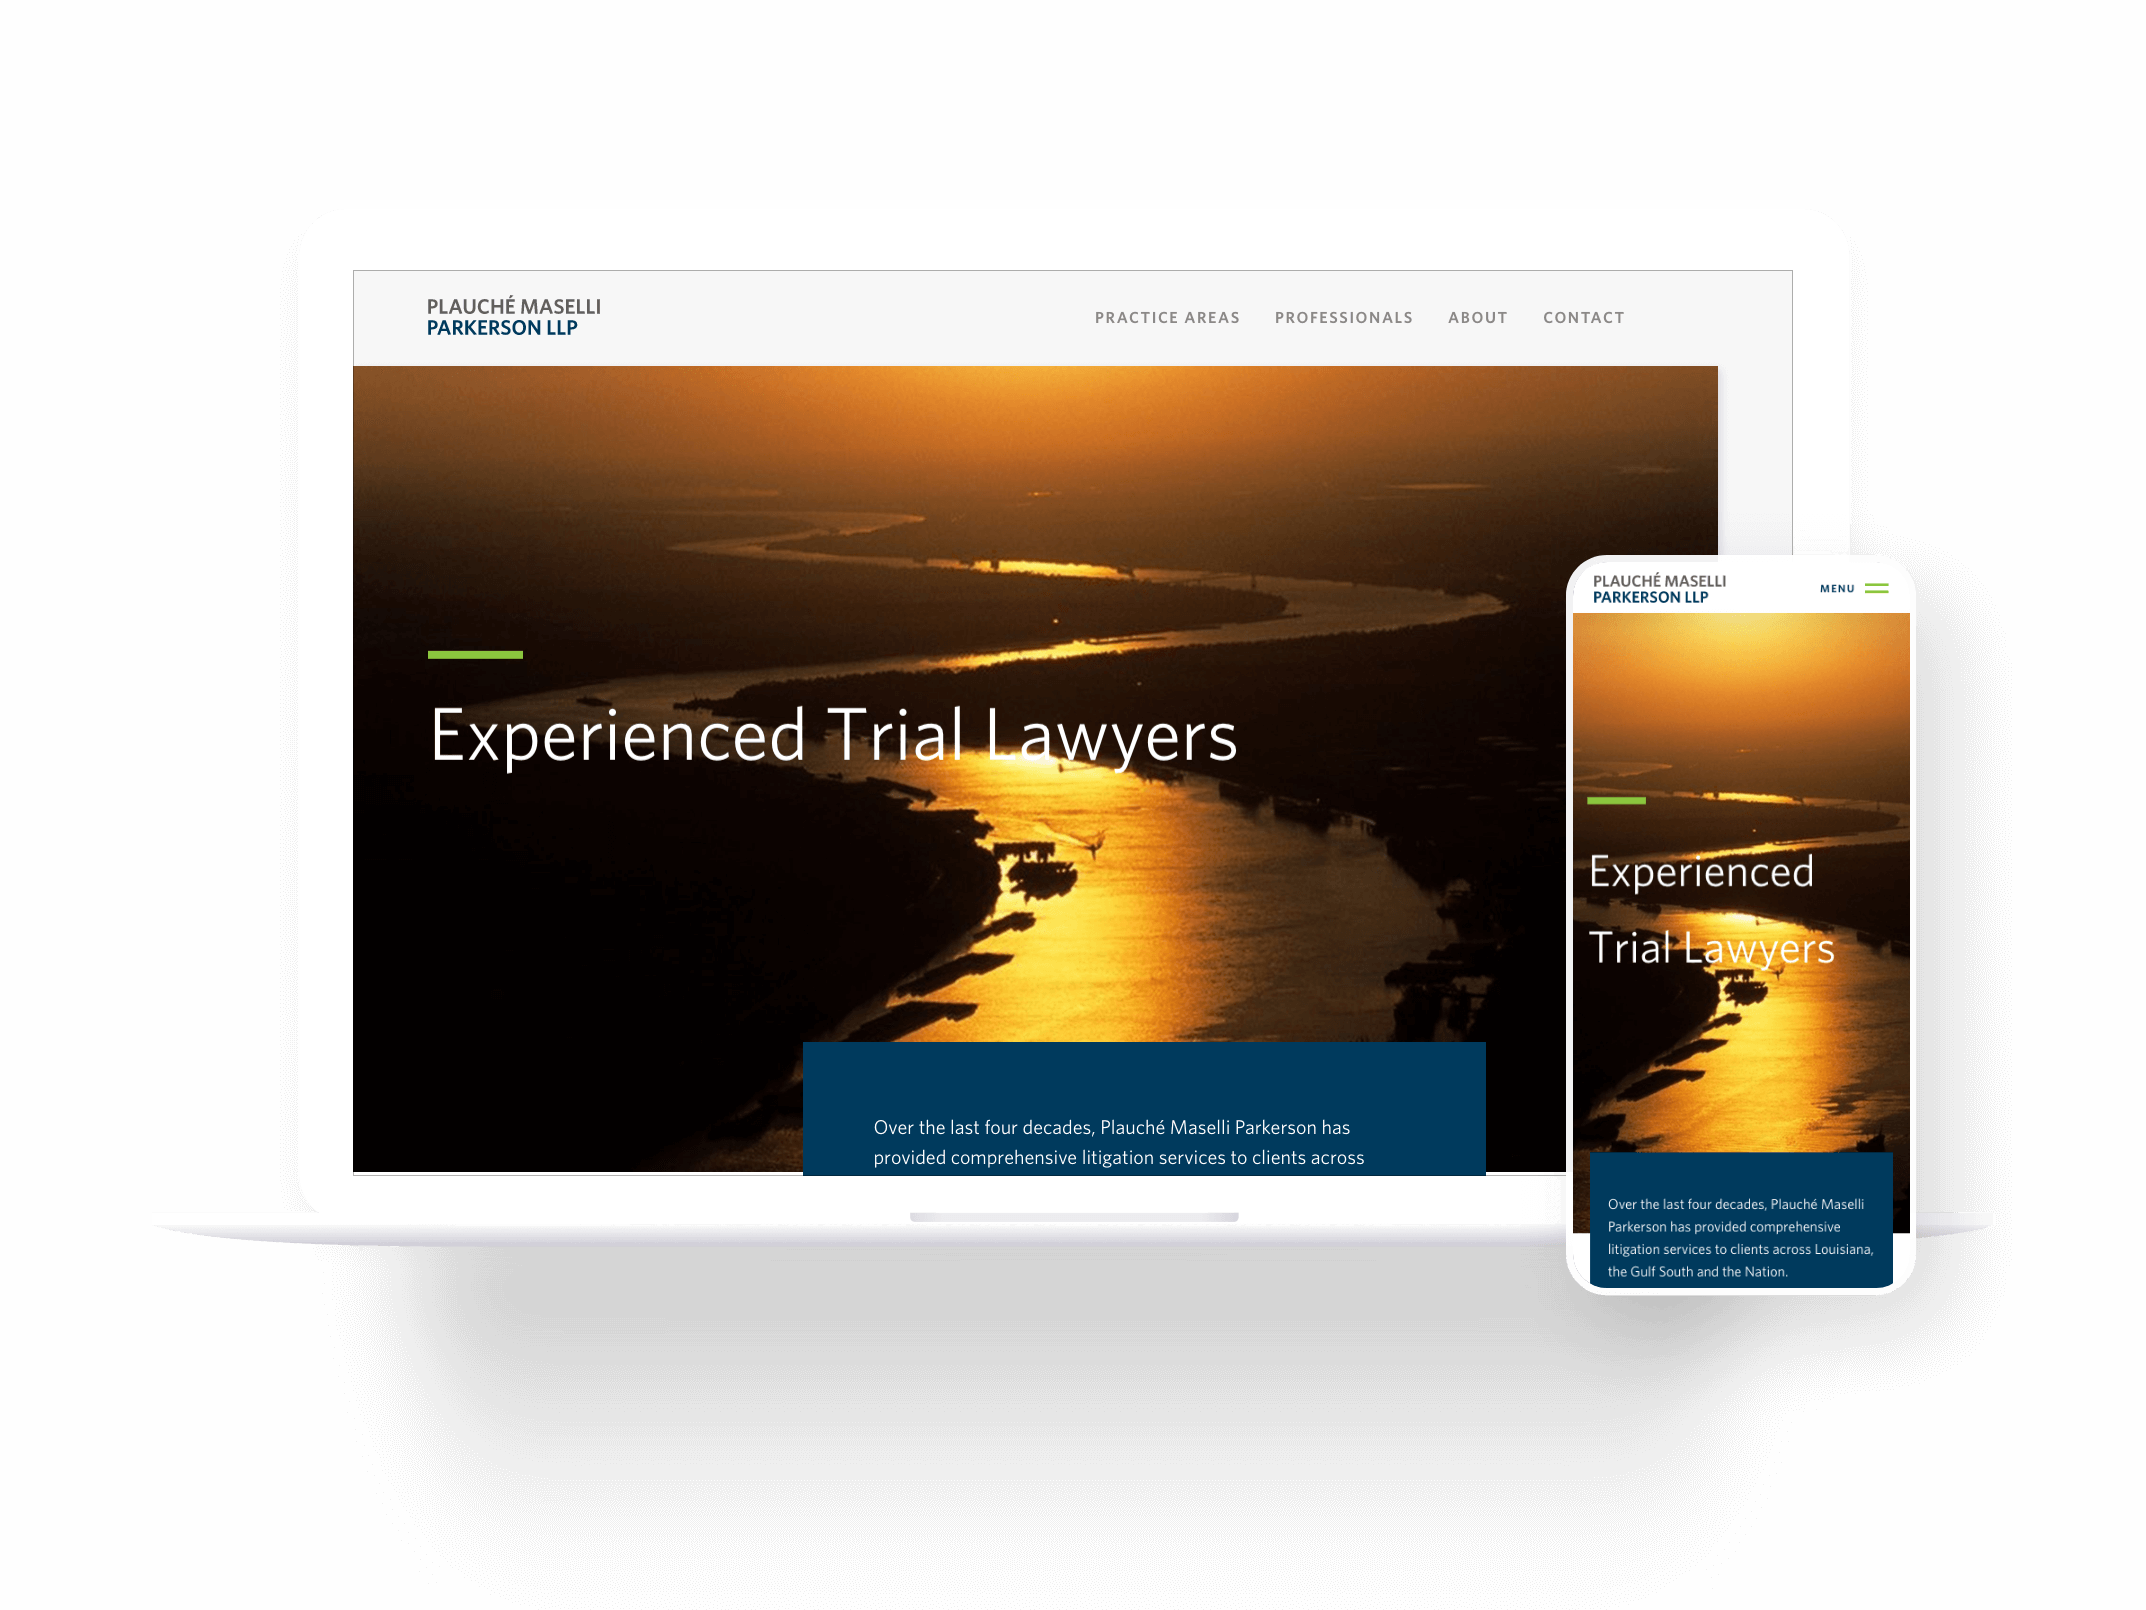 PLAUCHÉ MASELLI
PARKERSON LLP
PRACTICE AREAS PROFESSIONALS ABOUT CONTACT
Experienced Trial Lawyers
Over the last four decades, Plauché Maselli Parkerson has
provided comprehensive litigation services to clients across
PLAUCHÉ MASELLI
PARKERSON LLP
MENU
Experienced
Trial Lawyers
Over the last four decades, Plauché Maselli
Parkerson has provided comprehensive
litigation services to clients across Louisiana,
the Gulf South and the Nation.